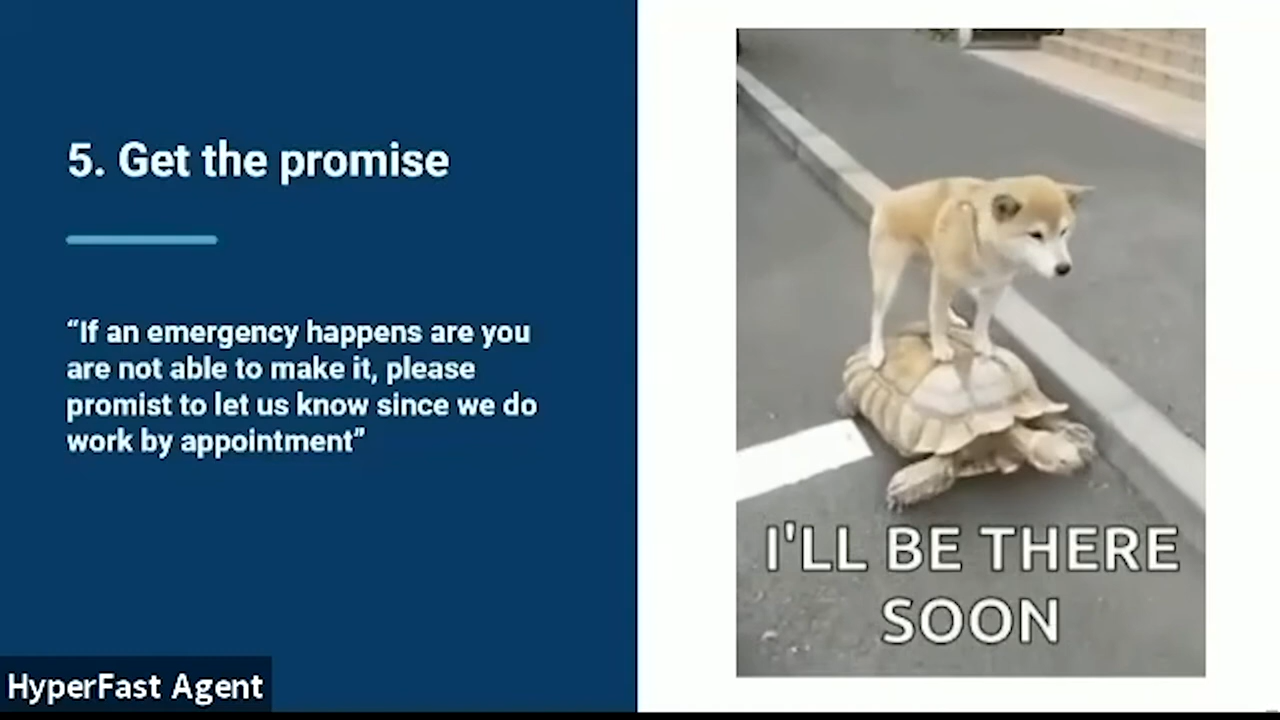 5. Get the promise
“If an emergency happens are you
are not able to make it, please
promist to let us know since we do
work by appointment”
I'LL BE THERE
SOON
HyperFast Agent